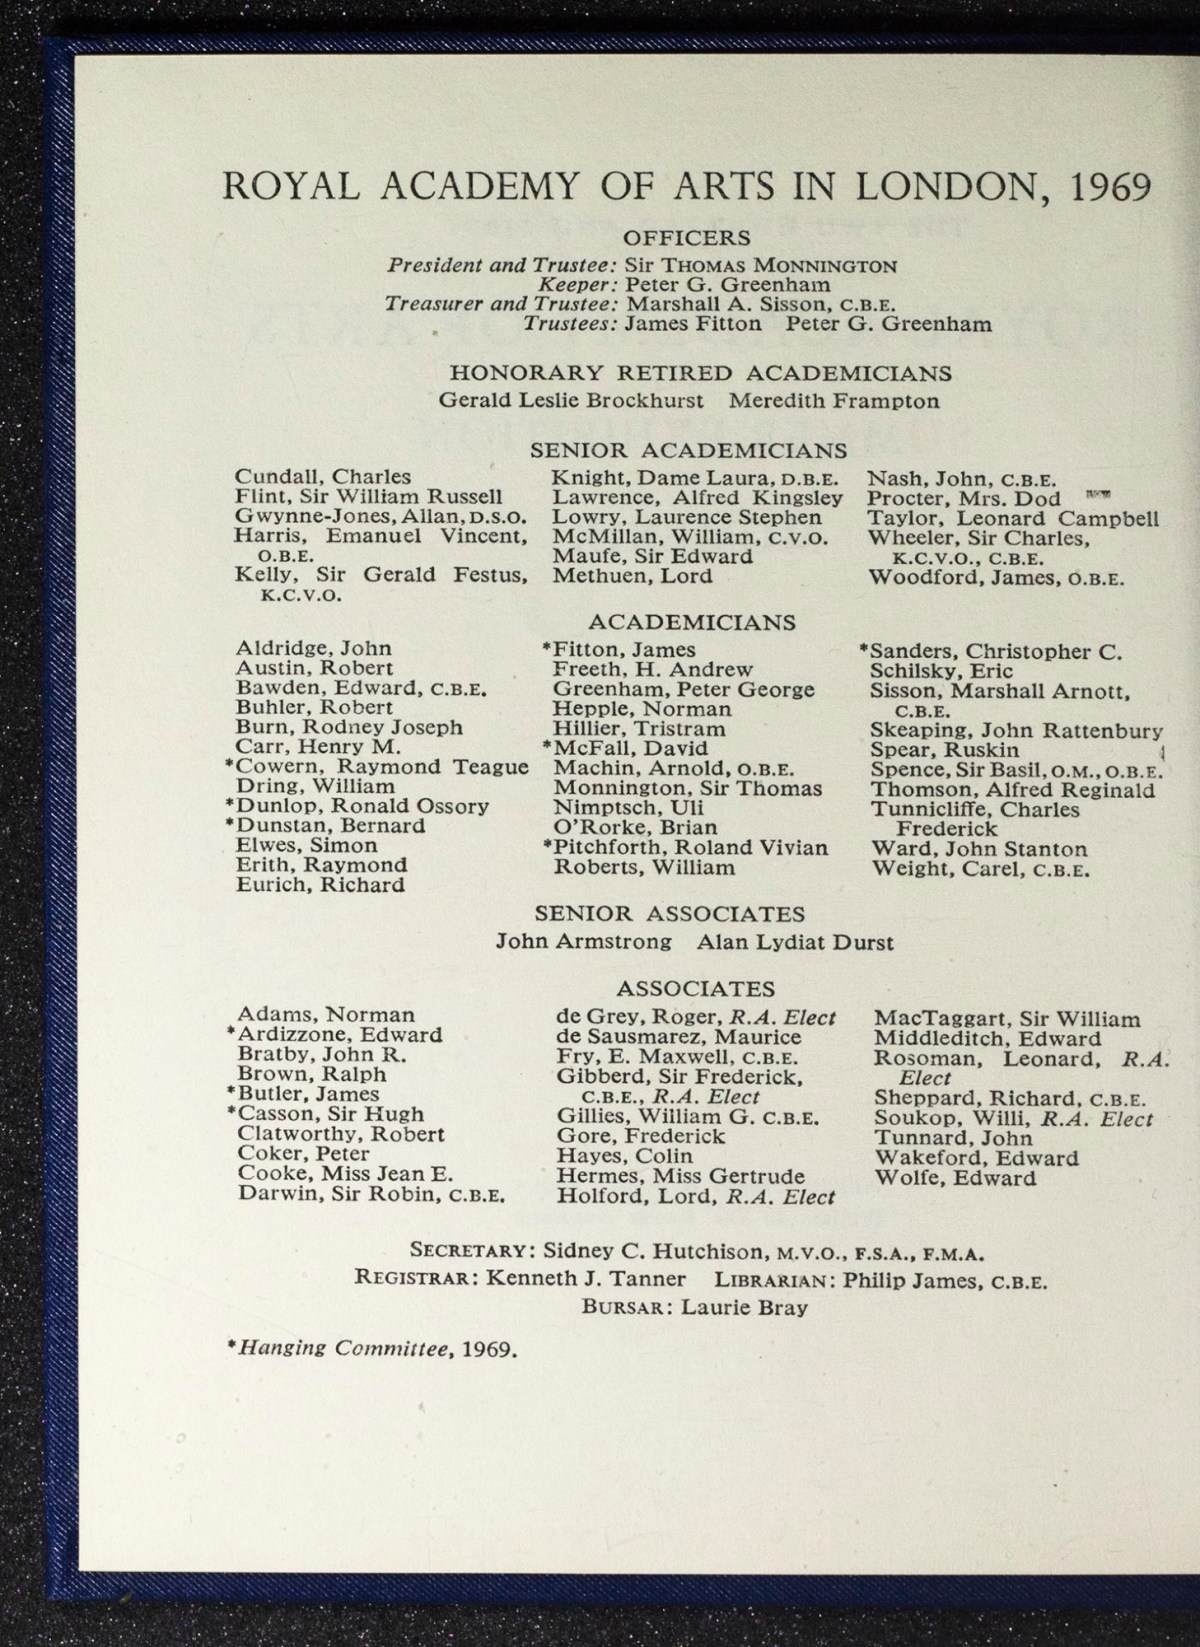 ROYAL ACADEMY OF ARTS IN LONDON, 1969
OFFICERS
President and Trustee: Sir THOMAS MONNINGTON
Keeper: Peter G. Greenham
Treasurer and Trustee: Marshall A. Sisson, C.B.E.
Trustees: James Fitton Peter G. Greenham
HONORARY RETIRED ACADEMICIANS
Gerald Leslie Brockhurst Meredith Frampton
SENIOR ACADEMICIANS
Cundall, Charles
Flint, Sir William Russell
Gwynne-Jones, Allan, D.S.O.
Harris, Emanuel Vincent,
O.B.E.
Kelly, Sir Gerald Festus,
K.C.V.O.
Knight, Dame Laura, D.B.E.
Lawrence, Alfred Kingsley
Lowry, Laurence Stephen
McMillan, William, C.V.O.
Maufe, Sir Edward
Methuen, Lord
Nash, John, C.B.E.
Procter, Mrs. Dod
Taylor, Leonard Campbell
Wheeler, Sir Charles,
K.C.V.O., C.B.E.
Woodford, James, O.B.E.
ACADEMICIANS
Aldridge, John
Austin, Robert
Bawden, Edward, C.B.E.
Buhler, Robert
Burn, Rodney Joseph
Carr, Henry M.
*Cowern, Raymond Teague
Dring, William
*Dunlop, Ronald Ossory
*Dunstan, Bernard
Elwes, Simon
Erith, Raymond
Eurich, Richard
*Fitton, James
Freeth, H. Andrew
Greenham, Peter George
Hepple, Norman
Hillier, Tristram
*McFall, David
Machin, Arnold, O.B.E.
Monnington, Sir Thomas
Nimptsch, Uli
O'Rorke, Brian
*Pitchforth, Roland Vivian
Roberts, William
*Sanders, Christopher C.
Schilsky, Eric
Sisson, Marshall Arnott,
C.B.E.
Skeaping, John Rattenbury
Spear, Ruskin
Spence, Sir Basil, O.M., O.B.E.
Thomson, Alfred Reginald
Tunnicliffe, Charles
Frederick
Ward, John Stanton
Weight, Carel, C.B.E.
SENIOR ASSOCIATES
John Armstrong Alan Lydiat Durst
ASSOCIATES
Adams, Norman
*Ardizzone, Edward
Bratby, John R.
Brown, Ralph
*Butler, James
*Casson, Sir Hugh
Clatworthy, Robert
Coker, Peter
Cooke, Miss Jean E.
Darwin, Sir Robin, C.B.E.
de Grey, Roger, R.A. Elect
de Sausmarez, Maurice
Fry, E. Maxwell, C.B.E.
Gibberd, Sir Frederick,
C.B.E., R.A. Elect
Gillies, William G. C.B.E.
Gore, Frederick
Hayes, Colin
Hermes, Miss Gertrude
Holford, Lord, R.A. Elect
MacTaggart, Sir William
Middleditch, Edward
Rosoman, Leonard, R.A.
Elect
Sheppard, Richard, C.B.E.
Soukop, Willi, R.A. Elect
Tunnard, John
Wakeford, Edward
Wolfe, Edward
SECRETARY: Sidney C. Hutchison, M.V.O., F.S.A., F.M.A.
REGISTRAR: Kenneth J. Tanner LIBRARIAN: Philip James, C.B.E.
BURSAR: Laurie Bray
*Hanging Committee, 1969.